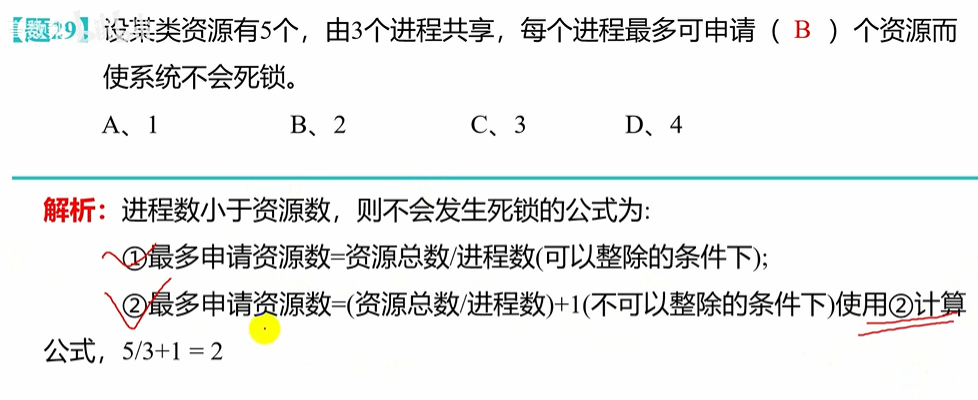 【题29】设某类资源有5个，由3个进程共享，每个进程最多可申请（ B ）个资源而
使系统不会死锁。
A、1 B、2 C、3 D、4
解析：进程数小于资源数，则不会发生死锁的公式为:
①最多申请资源数=资源总数/进程数(可以整除的条件下);
②最多申请资源数=(资源总数/进程数)+1(不可以整除的条件下)使用②计算
公式，5/3+1 = 2